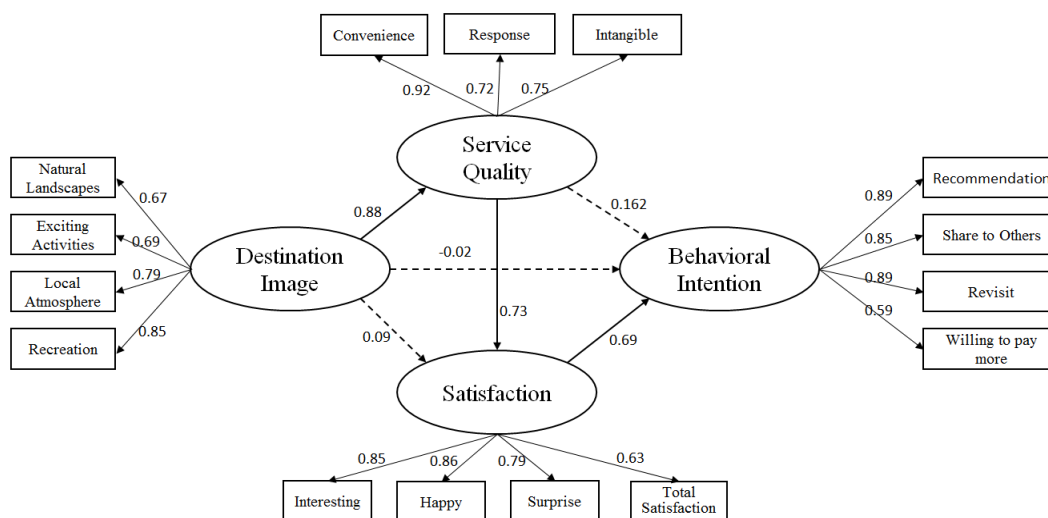 Convenience
Response
Intangible
0.92
0.72
0.75
Service
Quality
Natural
Landscapes
Exciting
Activities
Local
Atmosphere
Recreation
0.67
0.69
0.79
0.85
Destination
Image
0.88
-0.02
0.09
0.73
0.162
0.69
Behavioral
Intention
0.89
0.85
0.89
0.59
Recommendation
Share to Others
Revisit
Willing to pay
more
Satisfaction
0.85
0.86
0.79
0.63
Interesting
Happy
Surprise
Total
Satisfaction